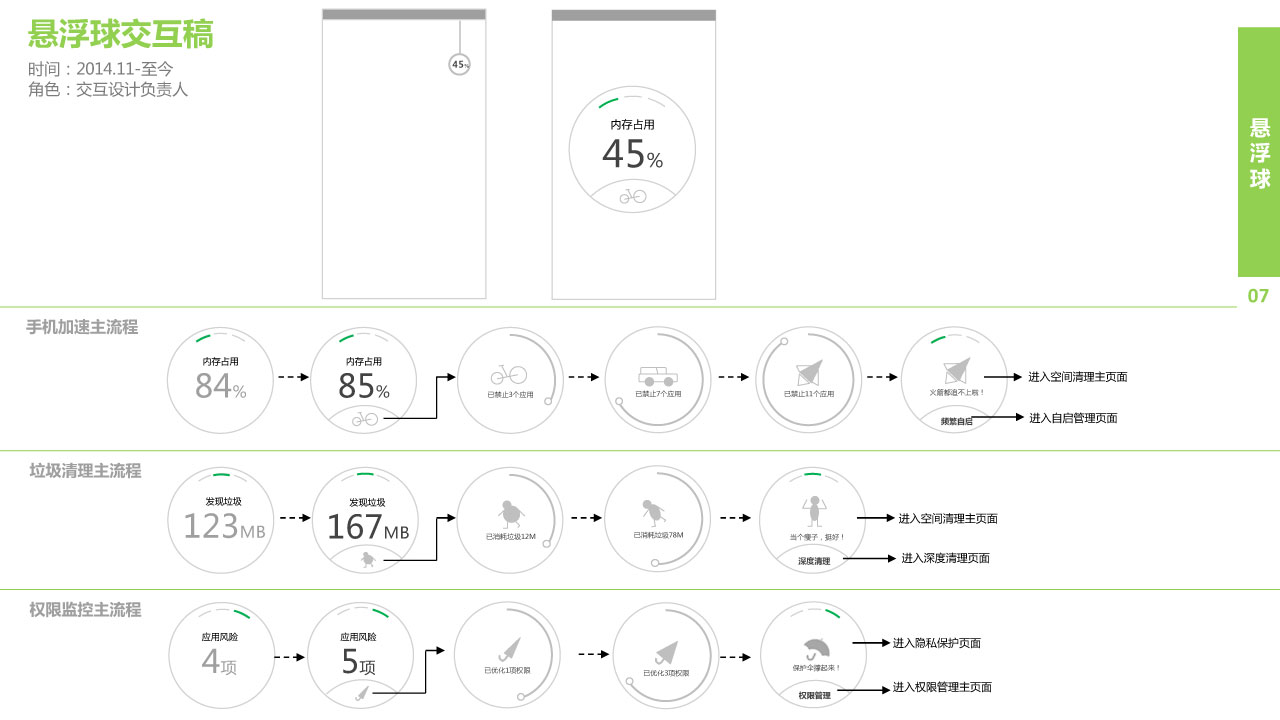 悬浮球交互稿
时间：2014.11-至今
角色：交互设计负责人
45%
内存占用
45%
悬浮球
07
手机加速主流程
内存占用
84%
内存占用
85%
已禁止3个应用
已禁止7个应用
已禁止11个应用
火箭都追不上啦！
频繁自启
进入空间清理主页面
进入自启管理页面
垃圾清理主流程
发现垃圾
123MB
发现垃圾
167MB
已消耗垃圾12M
已消耗垃圾78M
当个瘦子，挺好！
深度清理
进入空间清理主页面
进入深度清理页面
权限监控主流程
应用风险
4项
应用风险
5项
已优化1项权限
已优化3项权限
保护伞撑起来！
权限管理
进入隐私保护页面
进入权限管理主页面